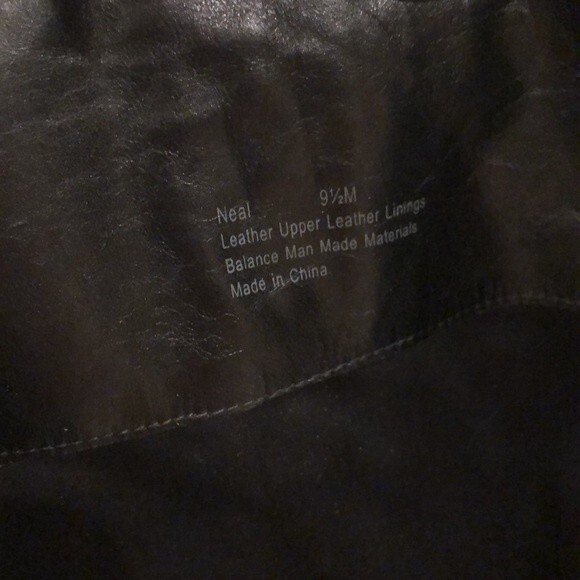 Neal 9½M
Leather Upper Leather Linings
Balance Man Made Materials
Made in China